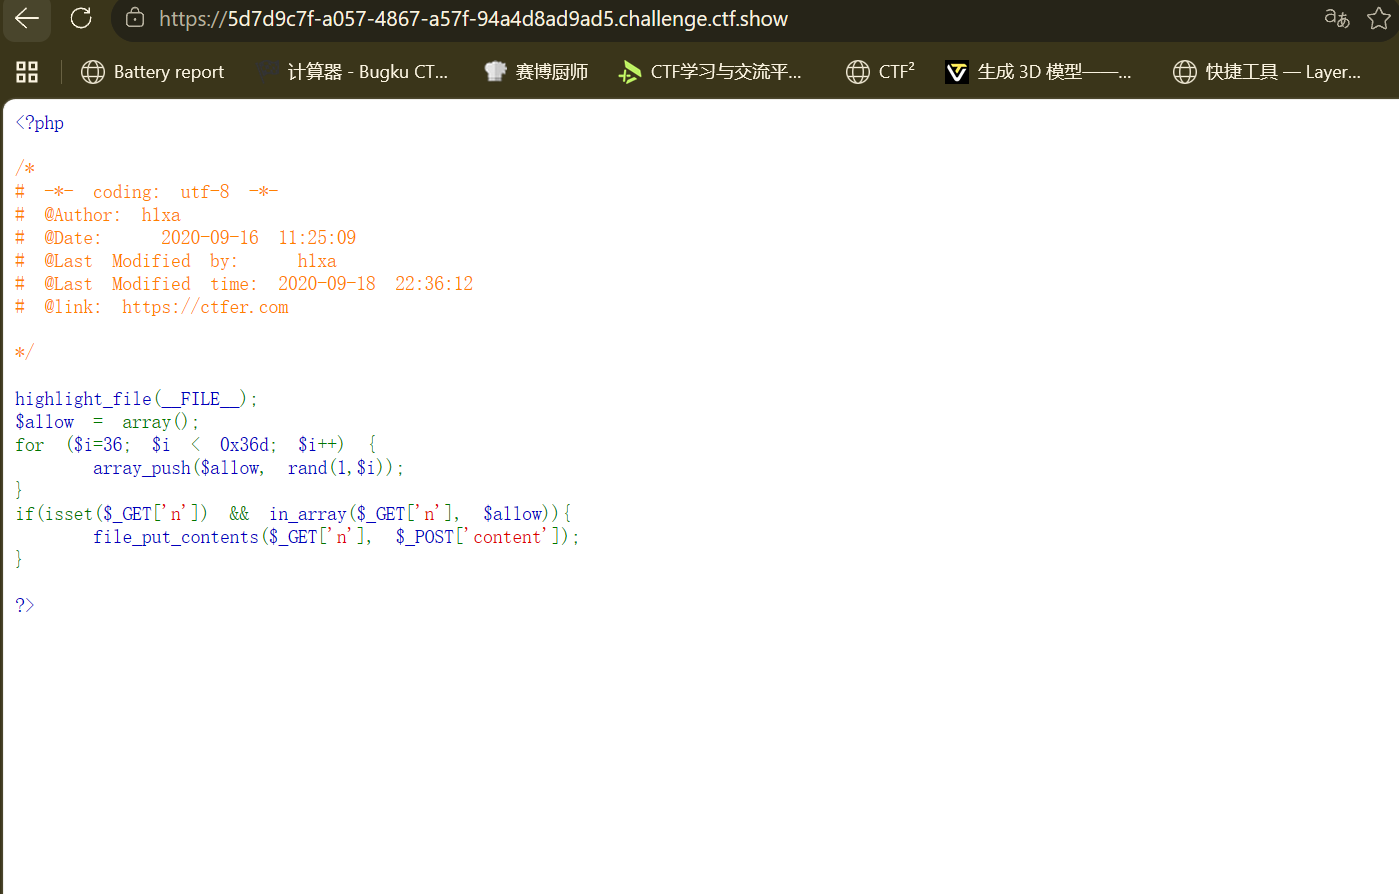 https://5d7d9c7f-a057-4867-a57f-94a4d8ad9ad5.challenge.ctf.show
Battery report 计算器 - Bugku CT... 赛博厨师 CTF学习与交流平... CTF² 生成 3D 模型——... 快捷工具 — Layer...
<?php
/*
# -*- coding: utf-8 -*-
# @Author: h1xa
# @Date:   2020-09-16 11:25:09
# @Last Modified by:   h1xa
# @Last Modified time: 2020-09-18 22:36:12
# @link: https://ctfer.com
*/
highlight_file(__FILE__);
$allow = array();
for ($i=36; $i < 0x36d; $i++) {
    array_push($allow, rand(1,$i));
}
if(isset($_GET['n']) && in_array($_GET['n'], $allow)){
    file_put_contents($_GET['n'], $_POST['content']);
}
?>